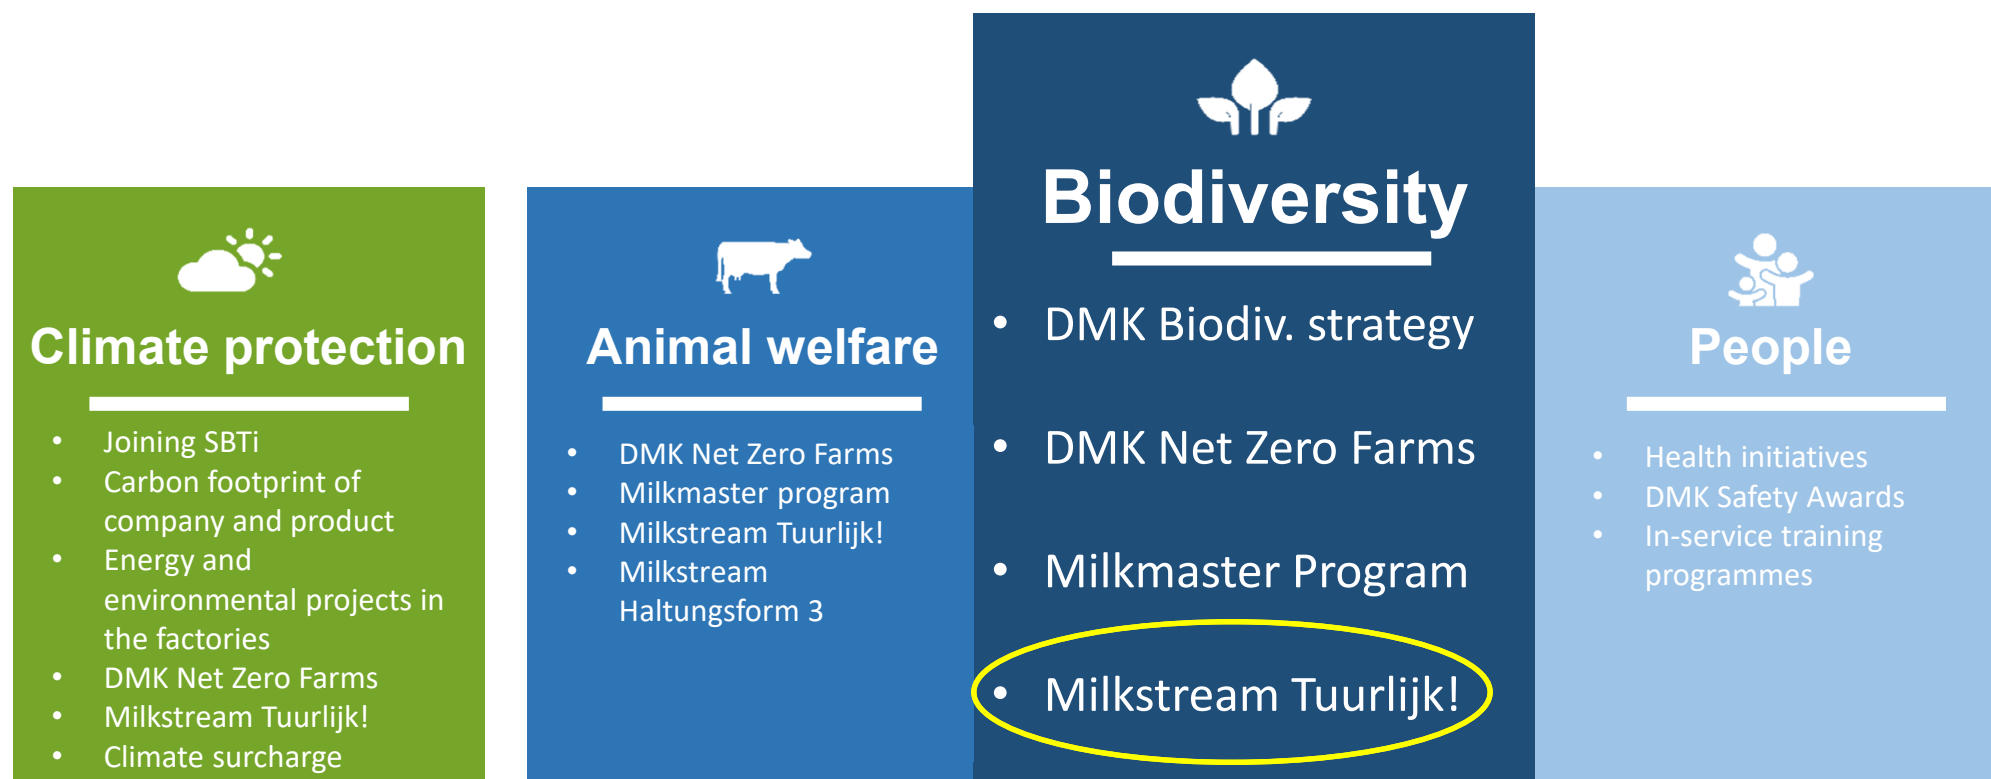 Climate protection
• Joining SBTi
• Carbon footprint of
company and product
• Energy and
environmental projects in
the factories
• DMK Net Zero Farms
• Milkstream Tuurlijk!
• Climate surcharge
Animal welfare
• DMK Net Zero Farms
• Milkmaster program
• Milkstream Tuurlijk!
• Milkstream
Haltungsform 3
Biodiversity
• DMK Biodiv. strategy
• DMK Net Zero Farms
• Milkmaster Program
• Milkstream Tuurlijk!
People
• Health initiatives
• DMK Safety Awards
• In-service training
programmes